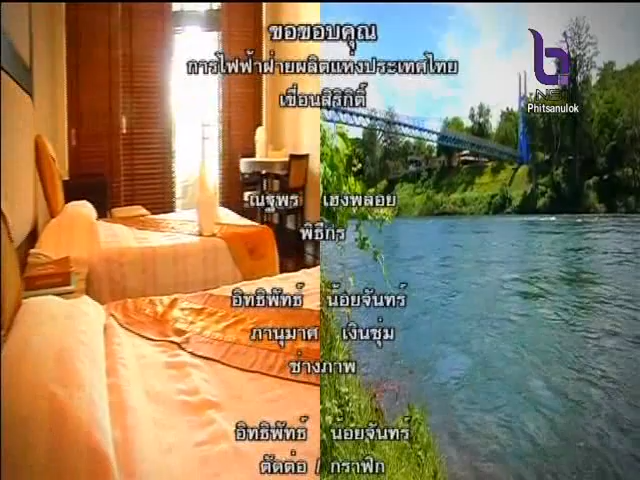 ขอขอบคุณ
การไฟฟ้าฝ่ายผลิตแห่งประเทศไทย
เขื่อนสิริกิติ์
NBT
Phitsanulok
ณฐพร เฮงพลอย
พิธีกร
อิทธิพัทธ์ น้อยจันทร์
ภานุมาศ เงินชุ่ม
ช่างภาพ
อิทธิพัทธ์ น้อยจันทร์
ตัดต่อ / กราฟิก